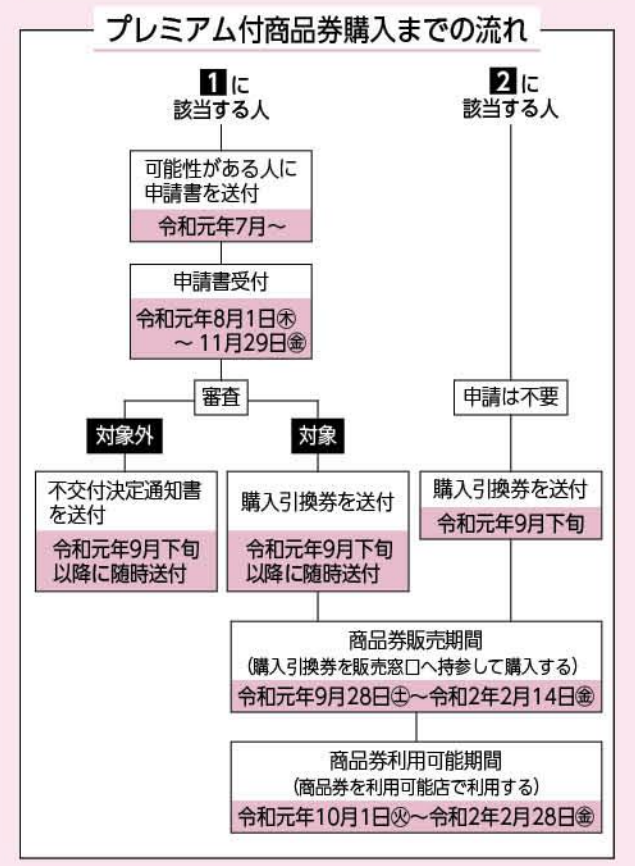 プレミアム付商品券購入までの流れ
1に
該当する人
可能性がある人に
申請書を送付
令和元年7月～
申請書受付
令和元年8月1日㊍
～11月29日㊎
審査
対象外
対象
不交付決定通知書
を送付
令和元年9月下旬
以降に随時送付
購入引換券を送付
令和元年9月下旬
以降に随時送付
2に
該当する人
申請は不要
購入引換券を送付
令和元年9月下旬
商品券販売期間
(購入引換券を販売窓口へ持参して購入する)
令和元年9月28日㊏～令和2年2月14日㊎
商品券利用可能期間
(商品券を利用可能店で利用する)
令和元年10月1日㊋～令和2年2月28日㊎